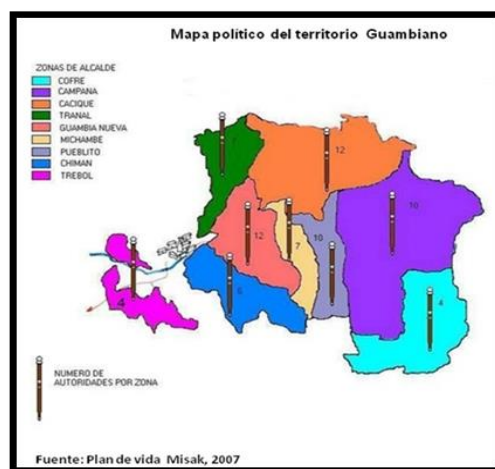 Mapa político del territorio Guambiano
ZONAS DE ALCALDE
COFRE
CAMPANA
CACIQUE
TRANAL
GUAMBIA NUEVA
MICHAMBE
PUEBLITO
CHIMAN
TREBOL
12
10
12
7
10
6
4
4
NUMERO DE
AUTORIDADES POR ZONA
Fuente: Plan de vida Misak, 2007